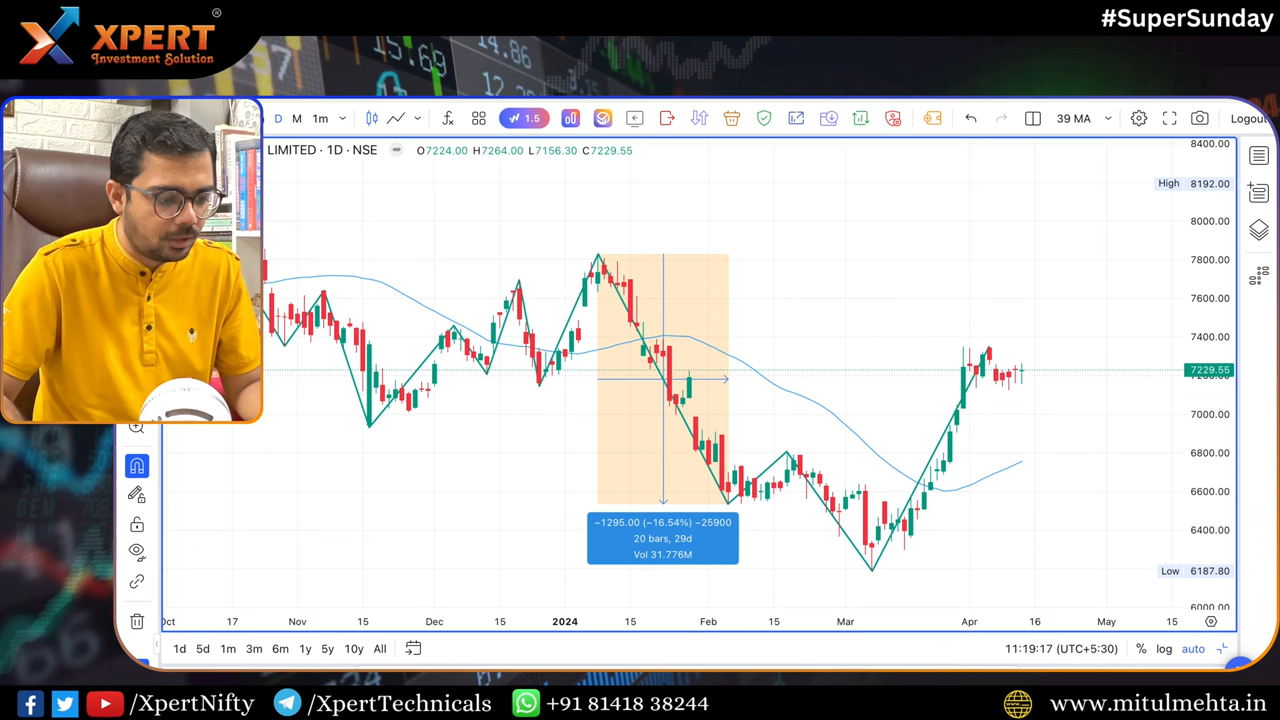 XPERT
Investment Solution
®
#SuperSunday
15.69
14.86
D M 1m
1.5
39 MA
Logout
LIMITED · 1D · NSE O7224.00 H7264.00 L7156.30 C7229.55
8400.00
High 8192.00
8000.00
7800.00
7600.00
7400.00
7229.55
7000.00
6800.00
6600.00
6400.00
Low 6187.80
6000.00
−1295.00 (−16.54%) −25900
20 bars, 29d
Vol 31.776M
Oct 17 Nov 15 Dec 15 2024 15 Feb 15 Mar Apr 16 May 15
1d 5d 1m 3m 6m 1y 5y 10y All
11:19:17 (UTC+5:30) % log auto
/XpertNifty /XpertTechnicals +91 81418 38244 www.mitulmehta.in